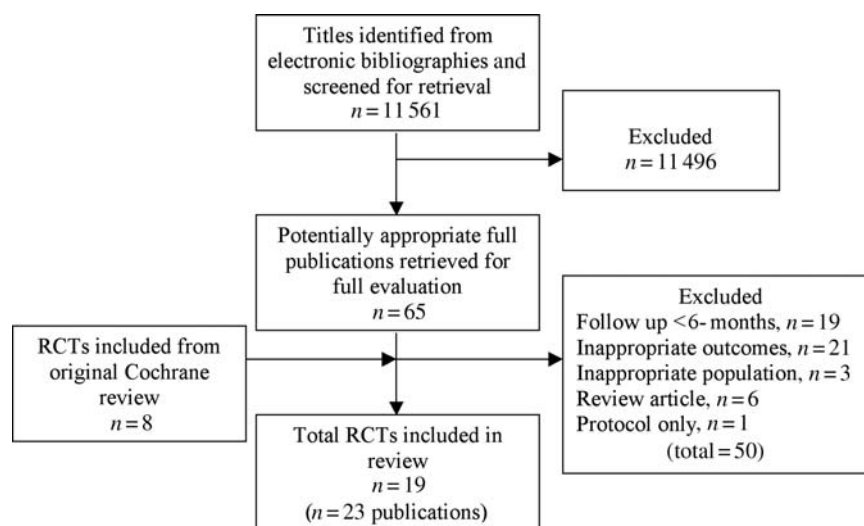 Titles identified from
electronic bibliographies and
screened for retrieval
n = 11 561
Excluded
n = 11 496
Potentially appropriate full
publications retrieved for
full evaluation
n = 65
RCTs included from
original Cochrane
review
n = 8
Excluded
Follow up <6- months, n = 19
Inappropriate outcomes, n = 21
Inappropriate population, n = 3
Review article, n = 6
Protocol only, n = 1
(total = 50)
Total RCTs included in
review
n = 19
(n = 23 publications)